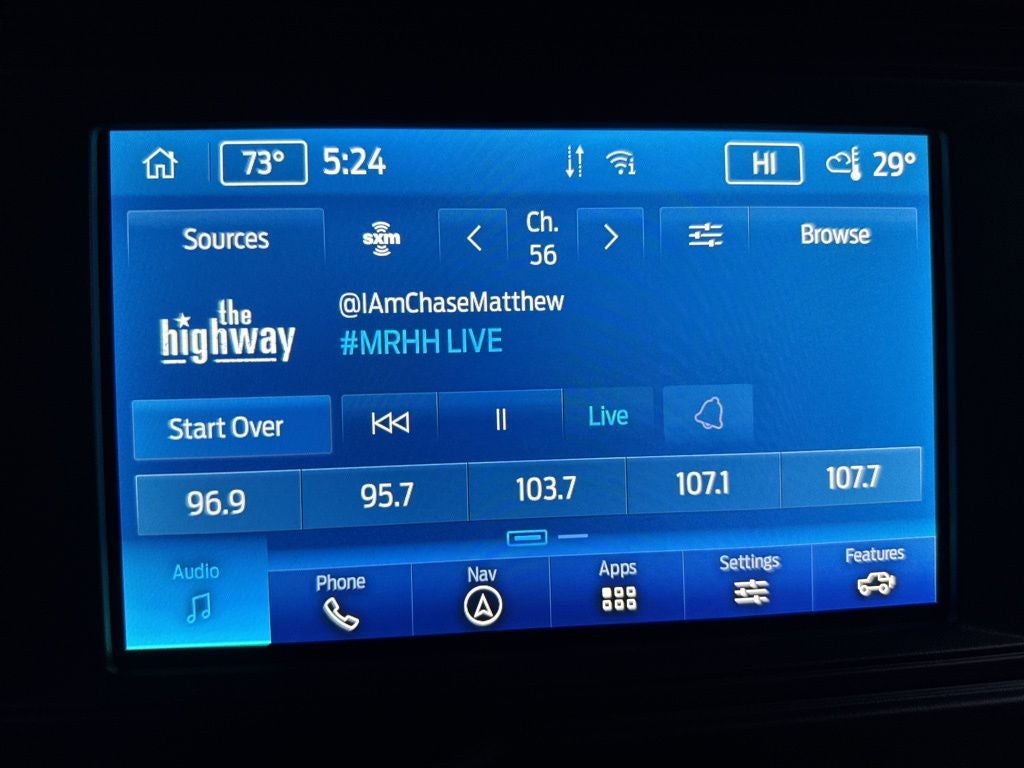 73° 5:24 HI 29°
Sources sxm Ch. 56 Browse
the highway
@IAmChaseMatthew
#MRHH LIVE
Start Over Live
96.9 95.7 103.7 107.1 107.7
Audio Phone Nav Apps Settings Features